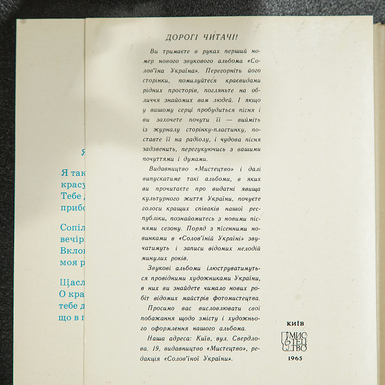 ДОРОГІ ЧИТАЧІ!
Ви тримаєте в руках перший но-
мер нового звукового альбома «Со-
лов'їна Україна». Перегорніть його
сторінки, помилуйтеся краєвидами
рідних просторів, погляньте на об-
личчя знайомих вам людей. І якщо
у вашому серці пробудиться пісня і
ви захочете почути її — вийміть
із журналу сторінку-пластинку, по-
ставте її на радіолу, і чудова пісня
задзвенить, перегукуючись з вашими
почуттями і думами.
Видавництво «Мистецтво» і далі
випускатиме такі альбоми, в яких
ви прочитаєте про видатні явища
культурного життя України, почуєте
голоси кращих співаків нашої рес-
публіки, познайомитесь з новими піс-
нями сезону. Поряд з пісенними но-
винками в «Солов'їній Україні» зву-
чатимуть і записи відомих мелодій
минулих років.
Звукові альбоми ілюструватимуть-
ся провідними художниками України,
в них ви знайдете чимало нових ро-
біт відомих майстрів фотомистецтва.
Просимо вас висловлювати свої
побажання щодо змісту і художньо-
го оформлення нашого альбома.
Наша адреса: Київ, вул. Свердло-
ва, 19, видавництво «Мистецтво», ре-
дакція «Солов'їної України».
Я
Я так
красу
Тебе д
прибо
Сопіл
вечір
Вкло
моя р
Щасл
О кра
тебе д
що в г
КИЇВ
МИС
ТЕЦ
ТВО
1965